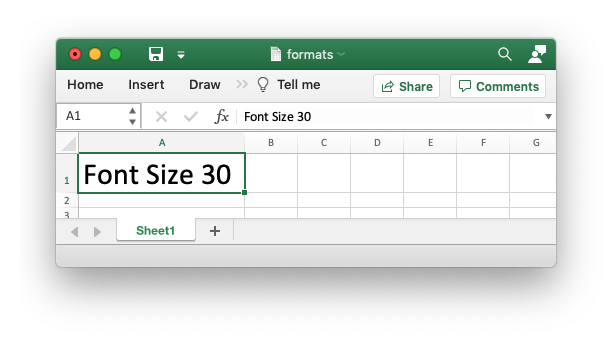 formats
Home Insert Draw Tell me Share Comments
A1 fx Font Size 30
A B C D E F G
1 Font Size 30
2
3
Sheet1 +